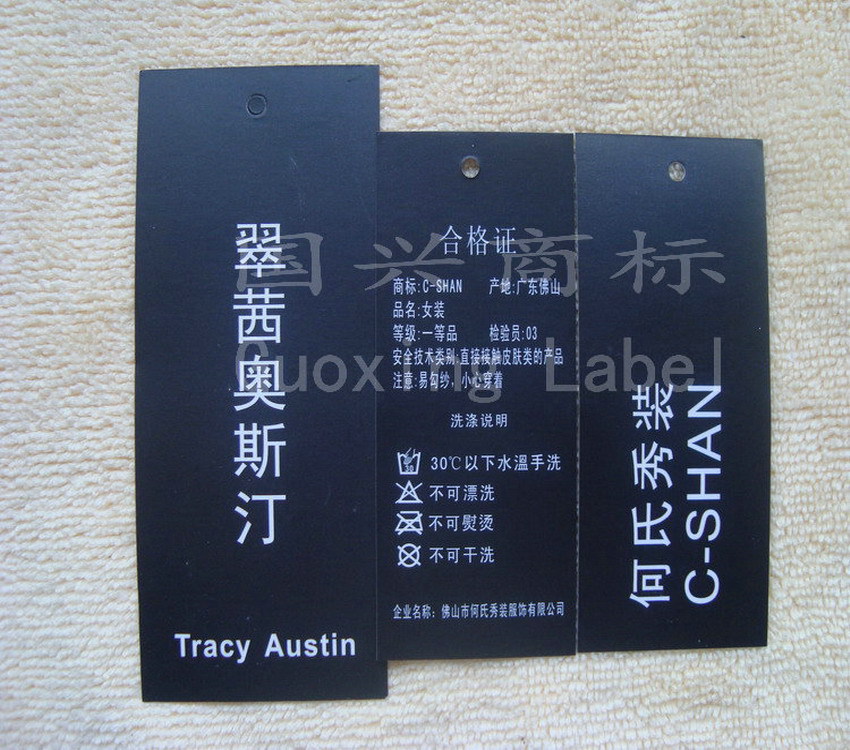 翠茜奥斯汀
Tracy Austin
合格证
商标:C-SHAN 产地:广东佛山
品名:女装
等级:一等品 检验员:03
安全技术类别:直接接触皮肤类的产品
注意:易勾纱,小心穿着
洗涤说明
30
30℃以下水溫手洗
不可漂洗
不可熨烫
不可干洗
企业名称:佛山市何氏秀装服饰有限公司
何氏秀装
C-SHAN
国兴商标
Guoxing Label